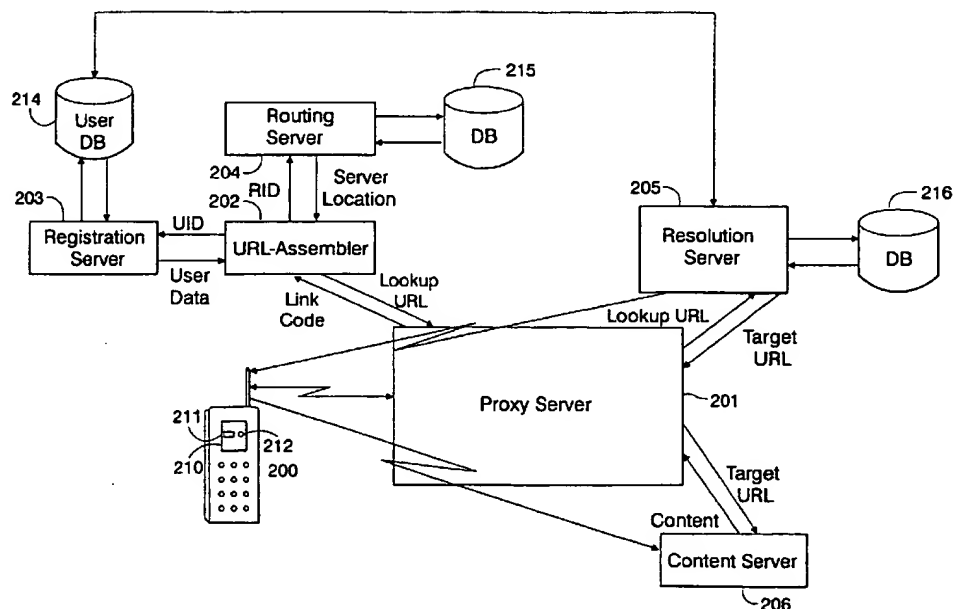 214
User
DB
215
Routing
Server
DB
204
203
202
RID
Server
Location
205
216
Registration
Server
UID
URL-Assembler
Resolution
Server
DB
User
Data
Link
Code
Lookup
URL
Lookup URL
Target
URL
Proxy Server
201
211
212
210
200
Target
URL
Content
Content Server
206